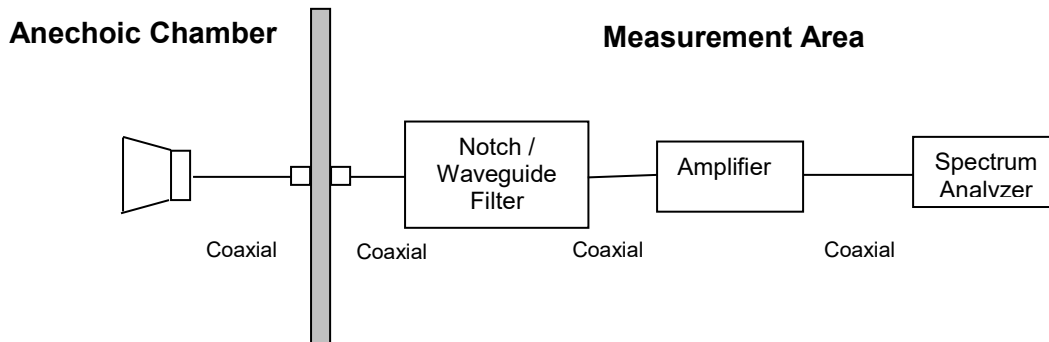 Anechoic Chamber
Measurement Area
Notch /
Waveguide
Filter
Amplifier
Spectrum
Analyzer
Coaxial
Coaxial
Coaxial
Coaxial